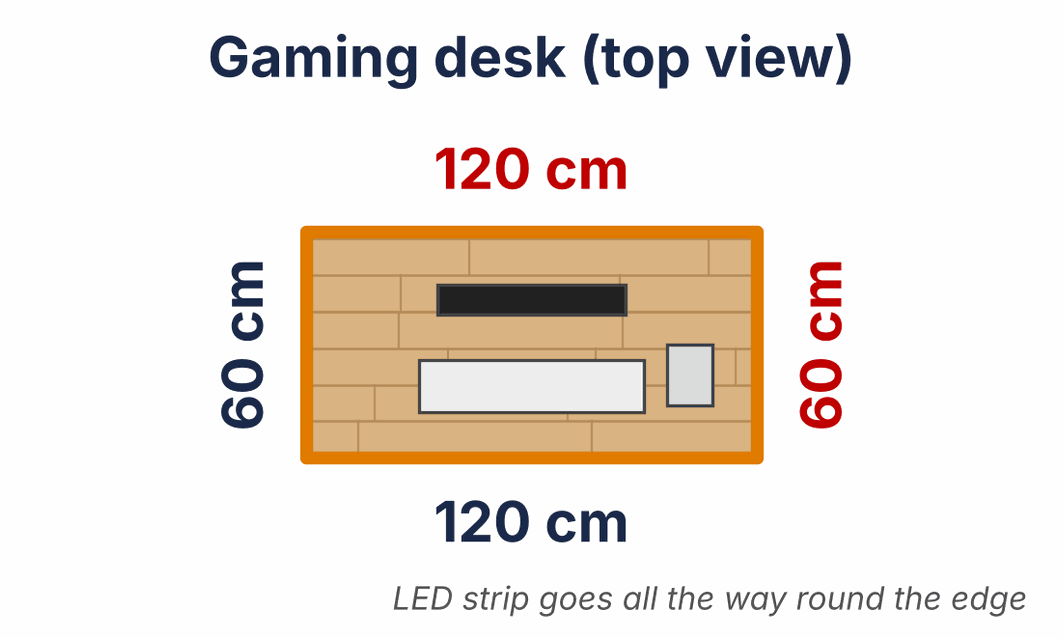 Gaming desk (top view)
120 cm
60 cm
60 cm
120 cm
LED strip goes all the way round the edge